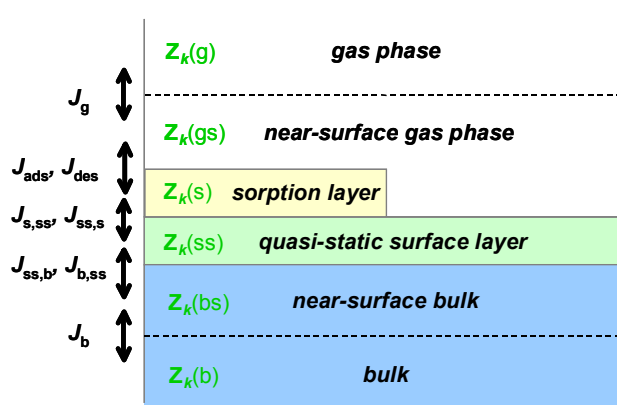 Z_k(g) gas phase
J_g
Z_k(gs) near-surface gas phase
J_ads, J_des
Z_k(s) sorption layer
J_s,ss, J_ss,s
Z_k(ss) quasi-static surface layer
J_ss,b, J_b,ss
Z_k(bs) near-surface bulk
J_b
Z_k(b) bulk